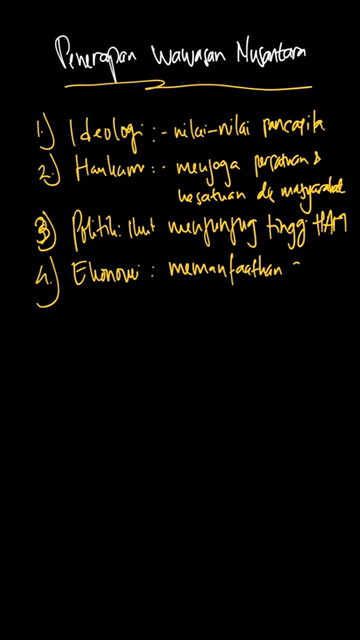 Penerapan Wawasan Nusantara
1.) Ideologi : - nilai-nilai pancasila
2.) Hankam : - menjaga persatuan &
kesatuan dlm masyarakat
3) Politik : Ikut menjunjung tinggi HAM
4.) Ekonomi : memanfaatkan